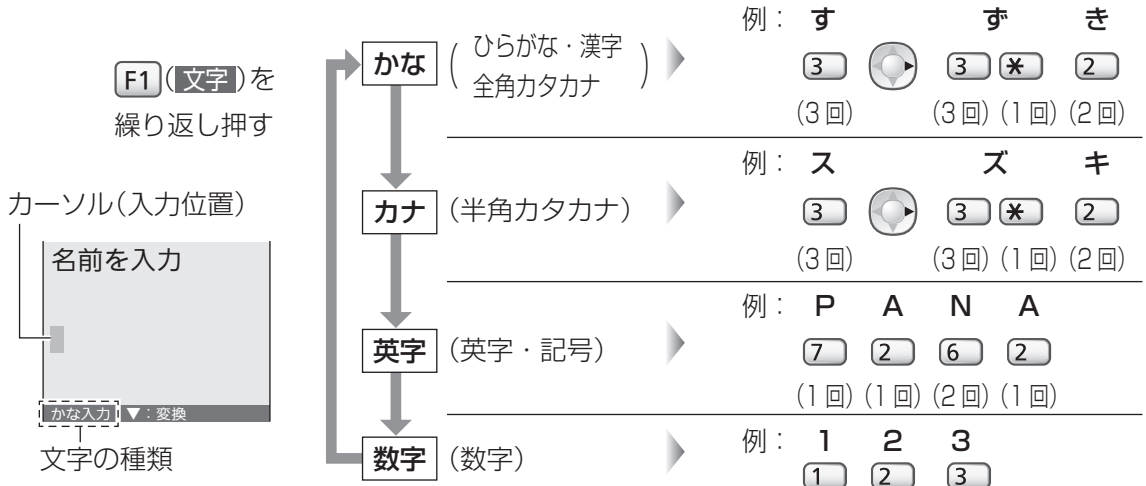 F1(文字)を
繰り返し押す
カーソル(入力位置)
名前を入力
かな入力 ▼:変換
文字の種類
かな (ひらがな・漢字
全角カタカナ)
例: す ず き
3 3 * 2
(3回) (3回) (1回) (2回)
カナ (半角カタカナ)
例: ス ズ キ
3 3 * 2
(3回) (3回) (1回) (2回)
英字 (英字・記号)
例: P A N A
7 2 6 2
(1回) (1回) (2回) (1回)
数字 (数字)
例: 1 2 3
1 2 3